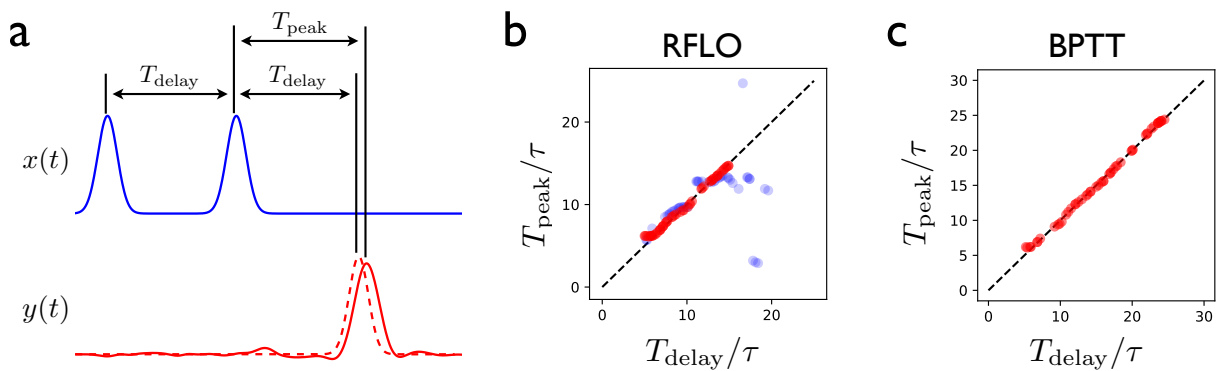 a
T_peak
T_delay
T_delay
x(t)
y(t)
b
RFLO
T_peak/τ
20
10
0
0
10
20
T_delay/τ
c
BPTT
T_peak/τ
30
25
20
15
10
5
0
0
10
20
30
T_delay/τ